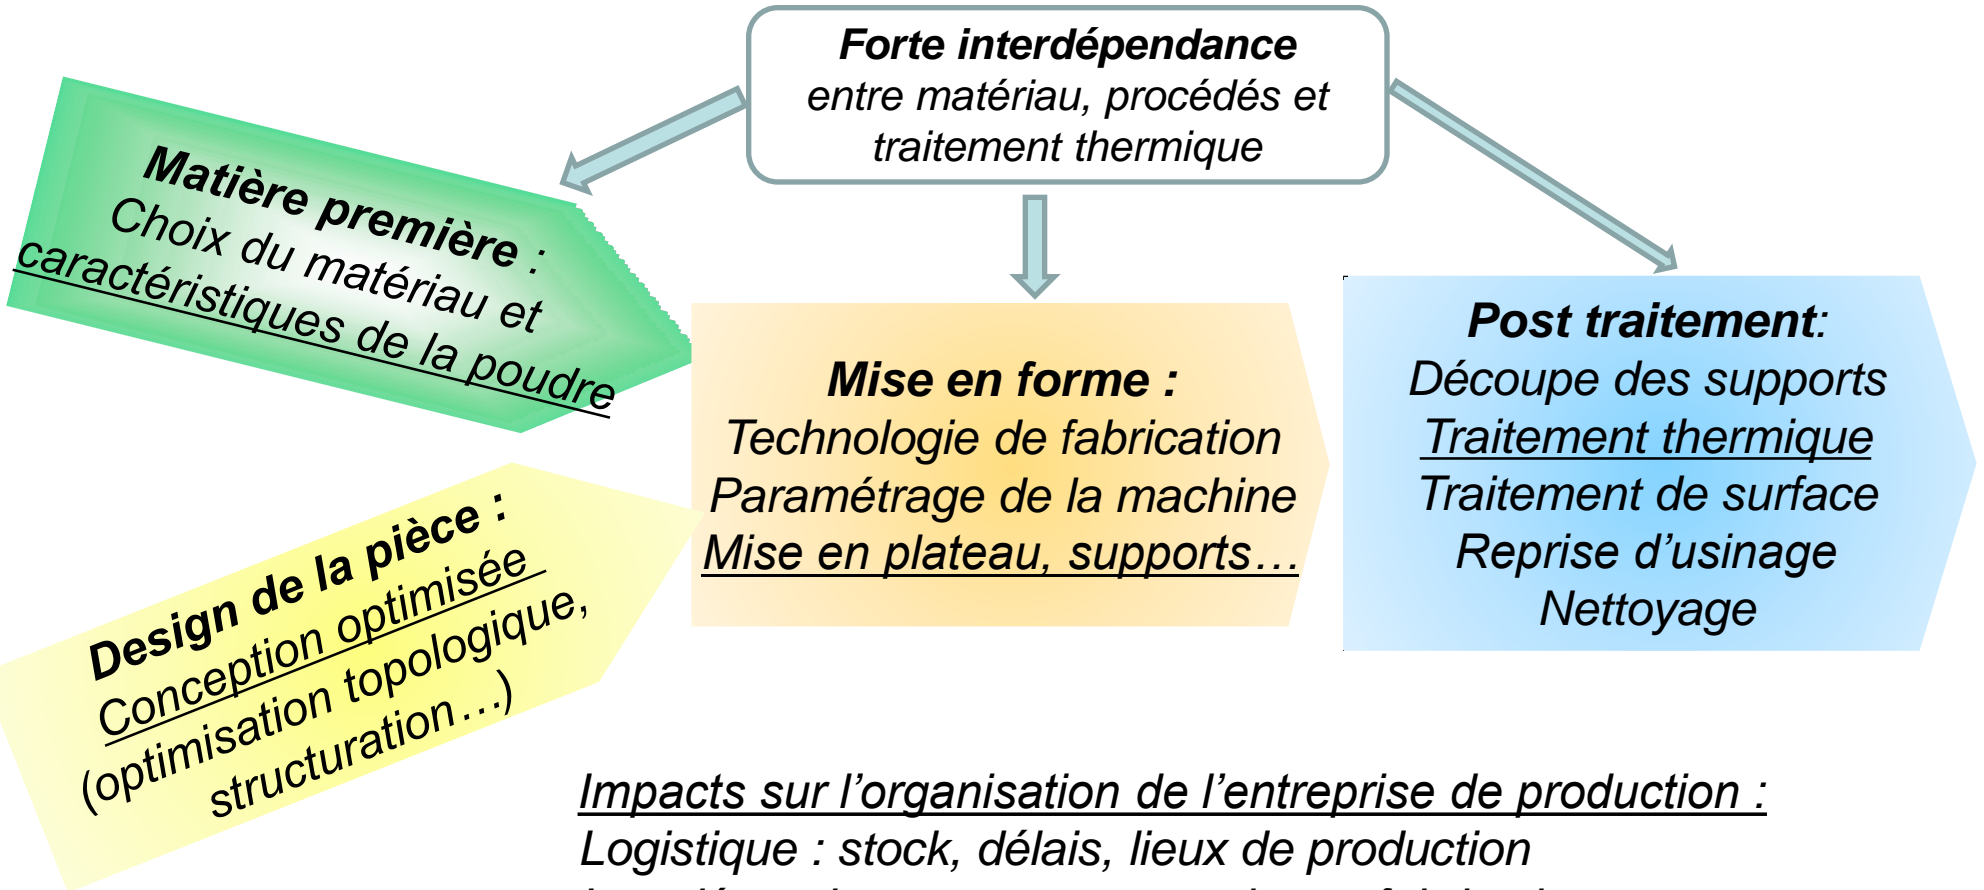 Forte interdépendance
entre matériau, procédés et
traitement thermique
Matière première :
Choix du matériau et
caractéristiques de la poudre
Design de la pièce :
Conception optimisée
(optimisation topologique,
structuration…)
Mise en forme :
Technologie de fabrication
Paramétrage de la machine
Mise en plateau, supports…
Post traitement:
Découpe des supports
Traitement thermique
Traitement de surface
Reprise d’usinage
Nettoyage
Impacts sur l’organisation de l’entreprise de production :
Logistique : stock, délais, lieux de production